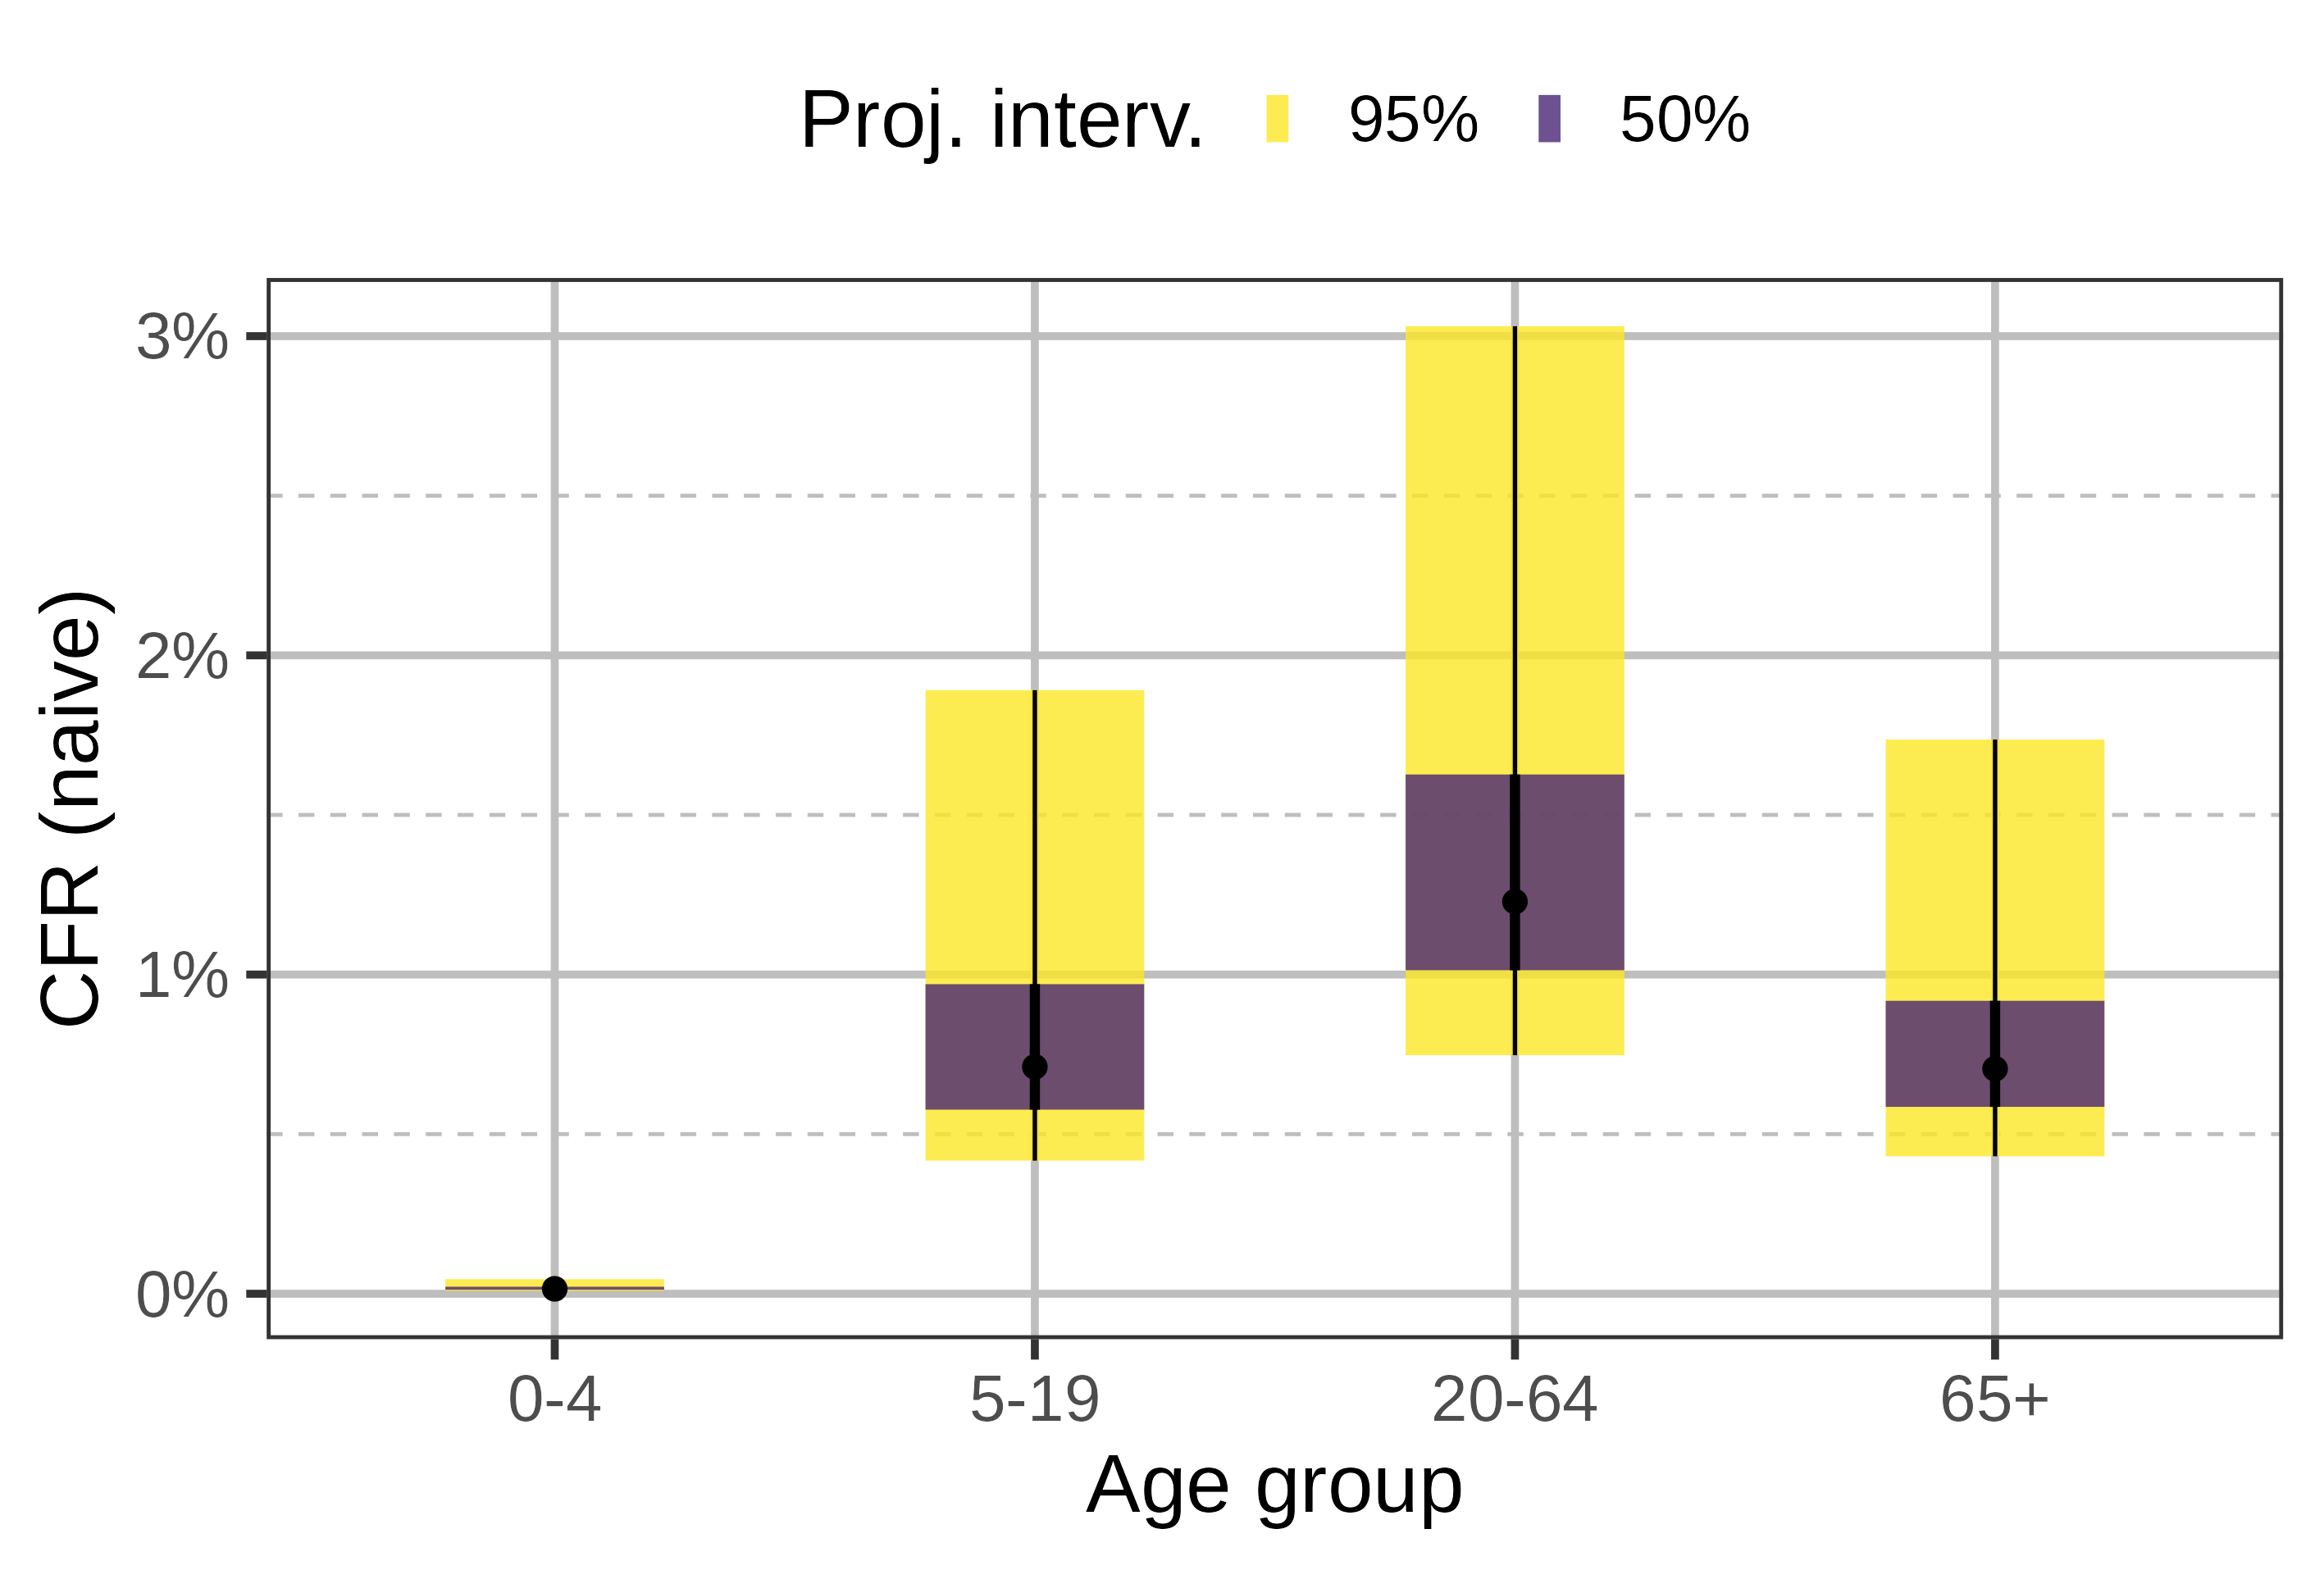 Proj. interv. 95% 50%
3%
2%
1%
0%
CFR (naive)
0-4 5-19 20-64 65+
Age group